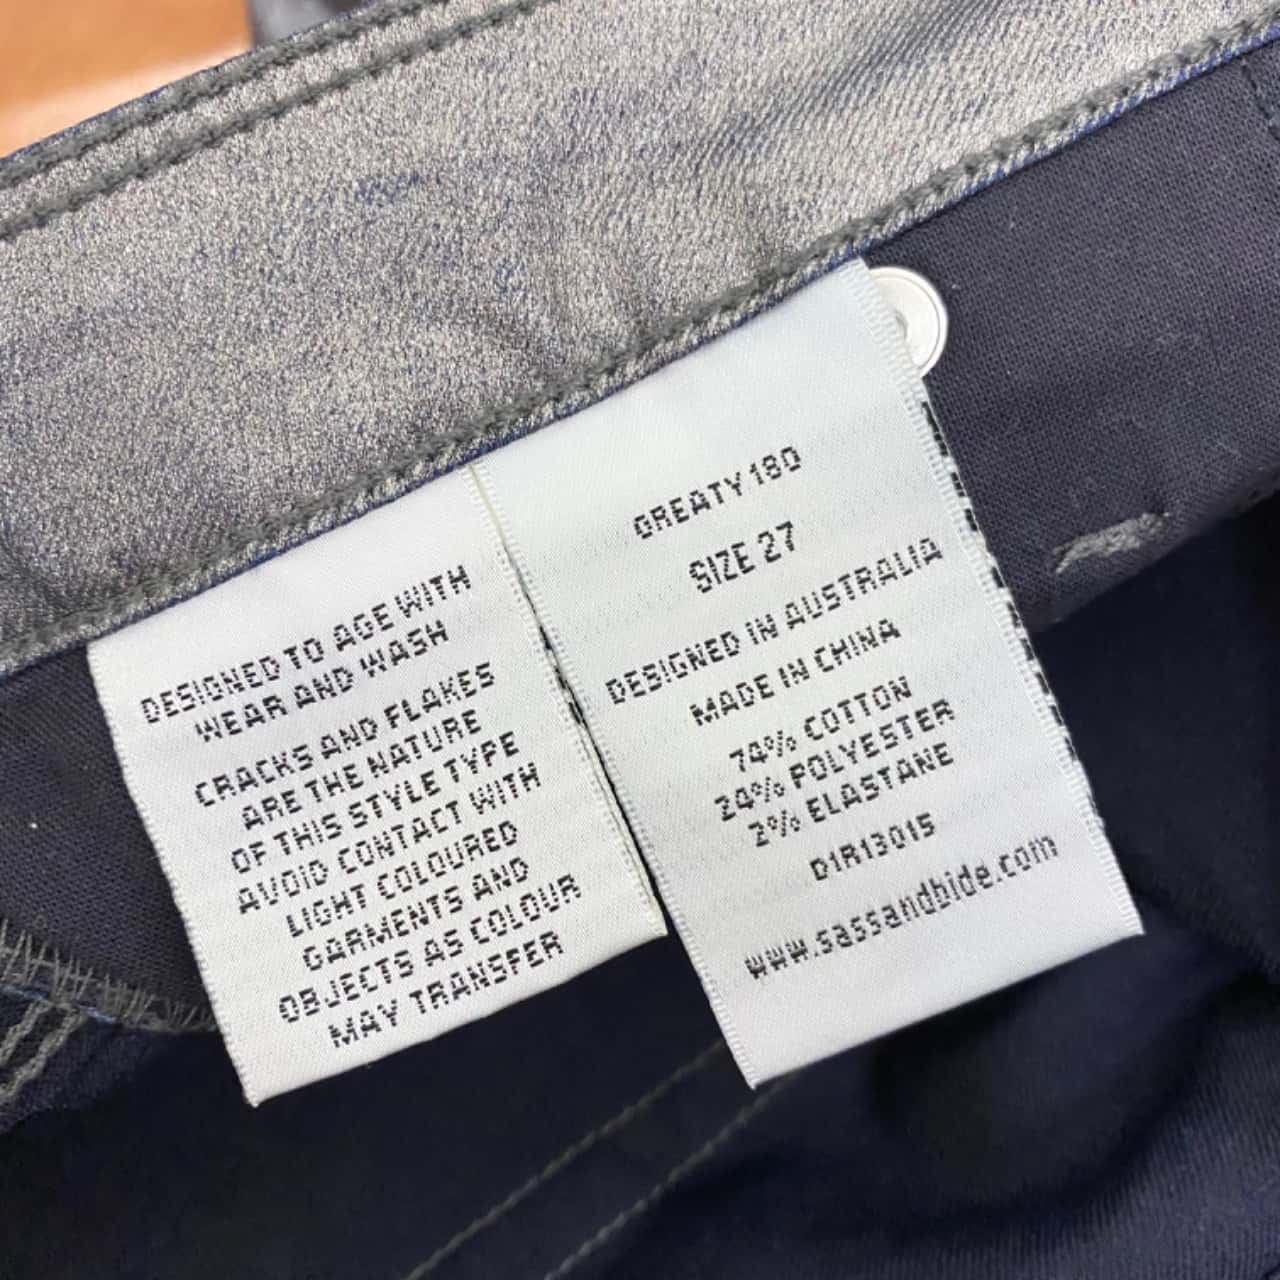 DESIGNED TO AGE WITH
WEAR AND WASH
CRACKS AND FLAKES
ARE THE NATURE
OF THIS STYLE TYPE
AVOID CONTACT WITH
LIGHT COLOURED
GARMENTS AND
OBJECTS AS COLOUR
MAY TRANSFER
GREATY 180
SIZE 27
DESIGNED IN AUSTRALIA
MADE IN CHINA
74% COTTON
24% POLYESTER
2% ELASTANE
D1R13015
www.sassandbide.com